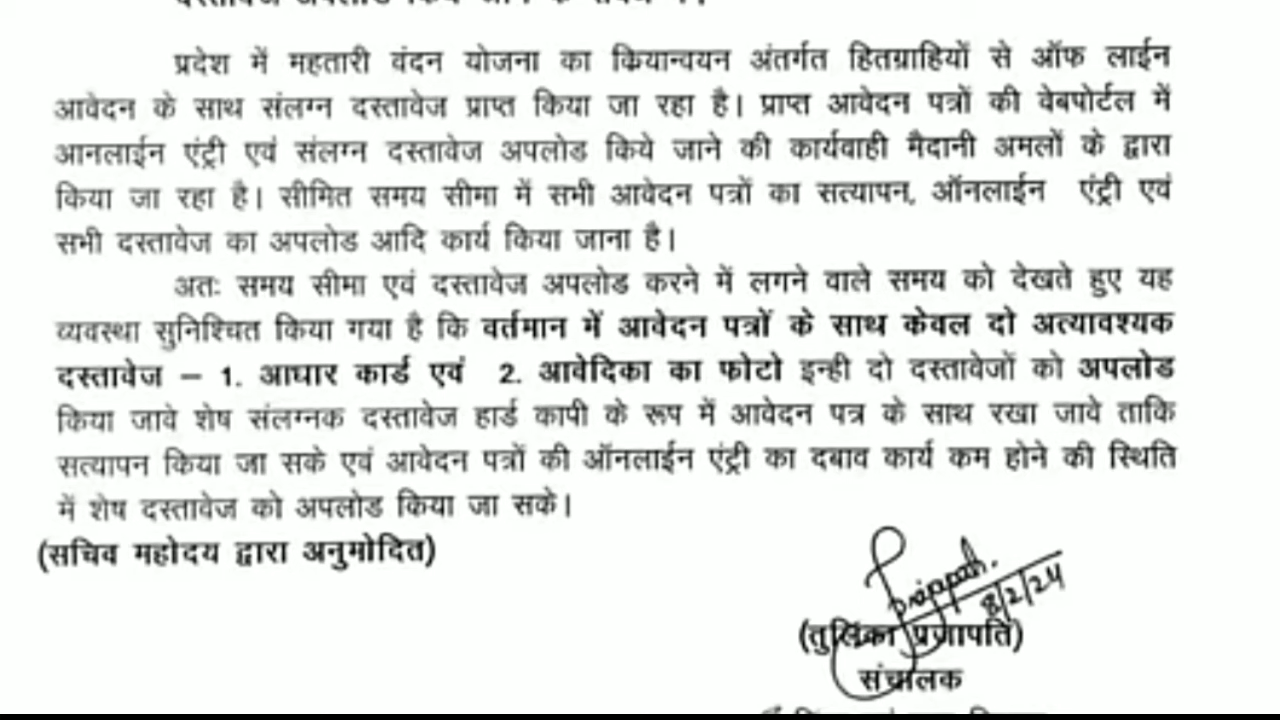 दस्तावेज अपलोड किये जाने के संबंध में।
प्रदेश में महतारी वंदन योजना का कियान्वयन अंतर्गत हितग्राहियों से ऑफ लाईन
आवेदन के साथ संलग्न दस्तावेज प्राप्त किया जा रहा है। प्राप्त आवेदन पत्रों की वेबपोर्टल में
आनलाईन एंट्री एवं संलग्न दस्तावेज अपलोड किये जाने की कार्यवाही मैदानी अमलों के द्वारा
किया जा रहा है। सीमित समय सीमा में सभी आवेदन पत्रों का सत्यापन, ऑनलाईन एंट्री एवं
सभी दस्तावेज का अपलोड आदि कार्य किया जाना है।
अतः समय सीमा एवं दस्तावेज अपलोड करने में लगने वाले समय को देखते हुए यह
व्यवस्था सुनिश्चित किया गया है कि वर्तमान में आवेदन पत्रों के साथ केवल दो अत्यावश्यक
दस्तावेज – 1. आधार कार्ड एवं 2. आवेदिका का फोटो इन्ही दो दस्तावेजों को अपलोड
किया जावे शेष संलग्नक दस्तावेज हार्ड कापी के रूप में आवेदन पत्र के साथ रखा जावे ताकि
सत्यापन किया जा सके एवं आवेदन पत्रों की ऑनलाईन एंट्री का दबाव कार्य कम होने की स्थिति
में शेष दस्तावेज को अपलोड किया जा सके।
(सचिव महोदय द्वारा अनुमोदित)
Prajapati.
8/2/24
(तुलिका प्रजापति)
संचालक